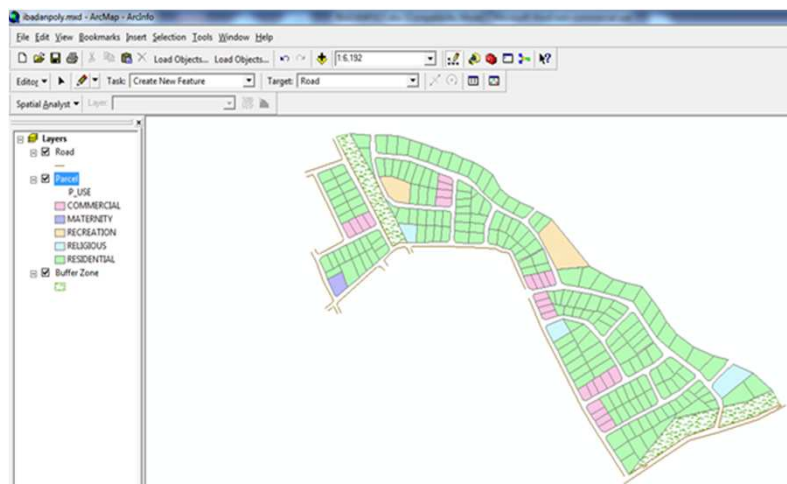 ibadanpoly.mxd - ArcMap - ArcInfo
File Edit View Bookmarks Insert Selection Tools Window Help
Load Objects... Load Objects... 1:6,192
Editor Task: Create New Feature Target: Road
Spatial Analyst Layer:
Layers
Road
Parcel
P_USE
COMMERCIAL
MATERNITY
RECREATION
RELIGIOUS
RESIDENTIAL
Buffer Zone